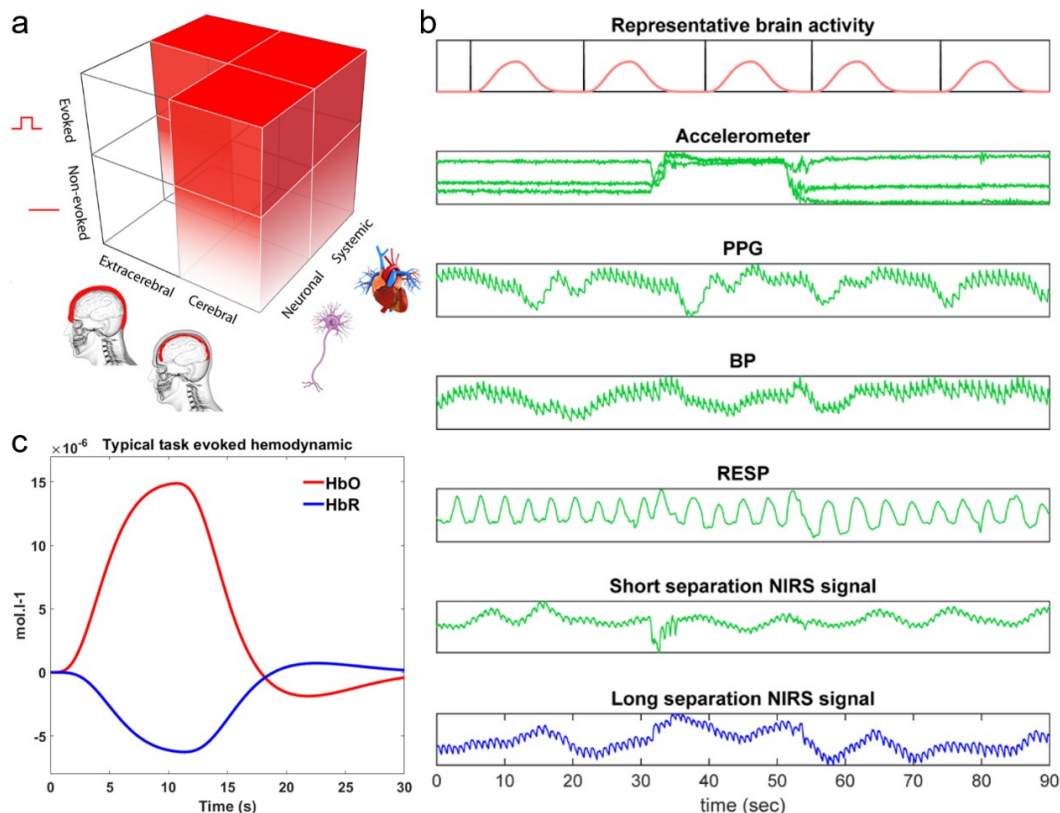 a
Evoked
Non-evoked
Extracerebral
Cerebral
Neuronal
Systemic
b
Representative brain activity
Accelerometer
PPG
BP
RESP
Short separation NIRS signal
Long separation NIRS signal
0 10 20 30 40 50 60 70 80 90
time (sec)
c
Typical task evoked hemodynamic
×10⁻⁶
HbO
HbR
15
10
5
0
-5
mol.l-1
0 5 10 15 20 25 30
Time (s)